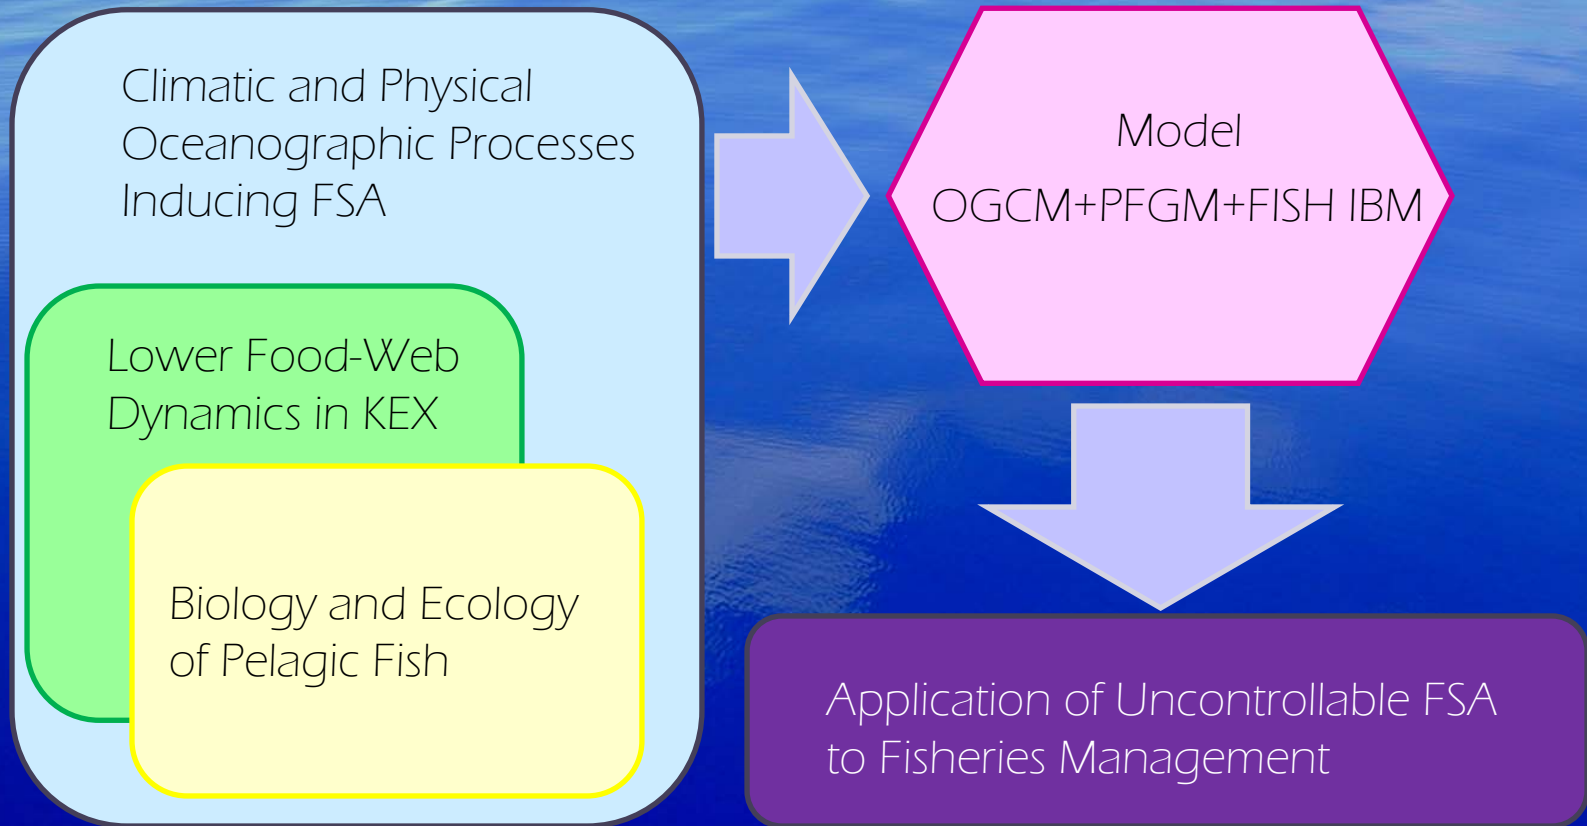 Climatic and Physical
Oceanographic Processes
Inducing FSA
Lower Food-Web
Dynamics in KEX
Biology and Ecology
of Pelagic Fish
Model
OGCM+PFGM+FISH IBM
Application of Uncontrollable FSA
to Fisheries Management